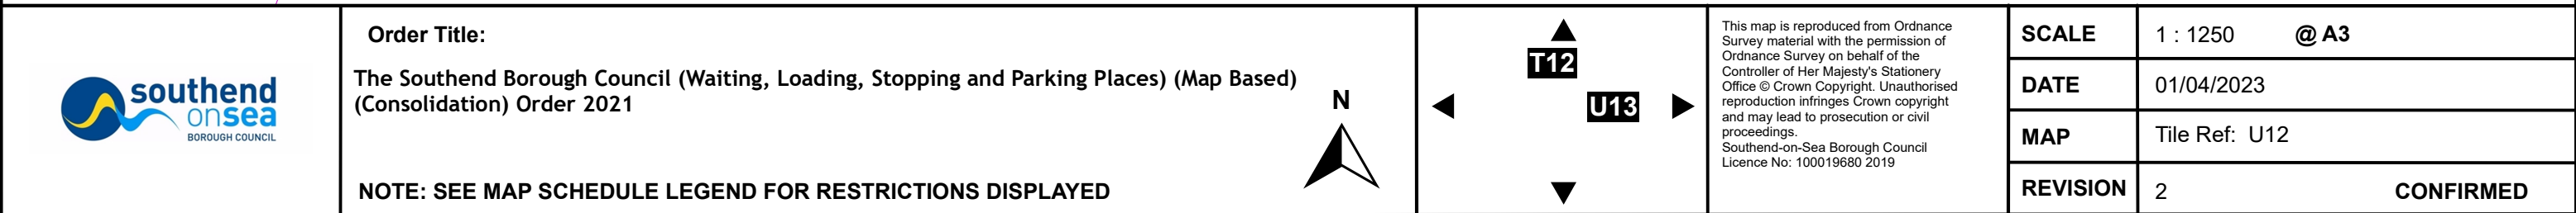 southend
onsea
BOROUGH COUNCIL
Order Title:
The Southend Borough Council (Waiting, Loading, Stopping and Parking Places) (Map Based)
(Consolidation) Order 2021
NOTE: SEE MAP SCHEDULE LEGEND FOR RESTRICTIONS DISPLAYED
N
T12
U13
This map is reproduced from Ordnance
Survey material with the permission of
Ordnance Survey on behalf of the
Controller of Her Majesty's Stationery
Office © Crown Copyright. Unauthorised
reproduction infringes Crown copyright
and may lead to prosecution or civil
proceedings.
Southend-on-Sea Borough Council
Licence No: 100019680 2019
SCALE 1 : 1250 @ A3
DATE 01/04/2023
MAP Tile Ref: U12
REVISION 2 CONFIRMED